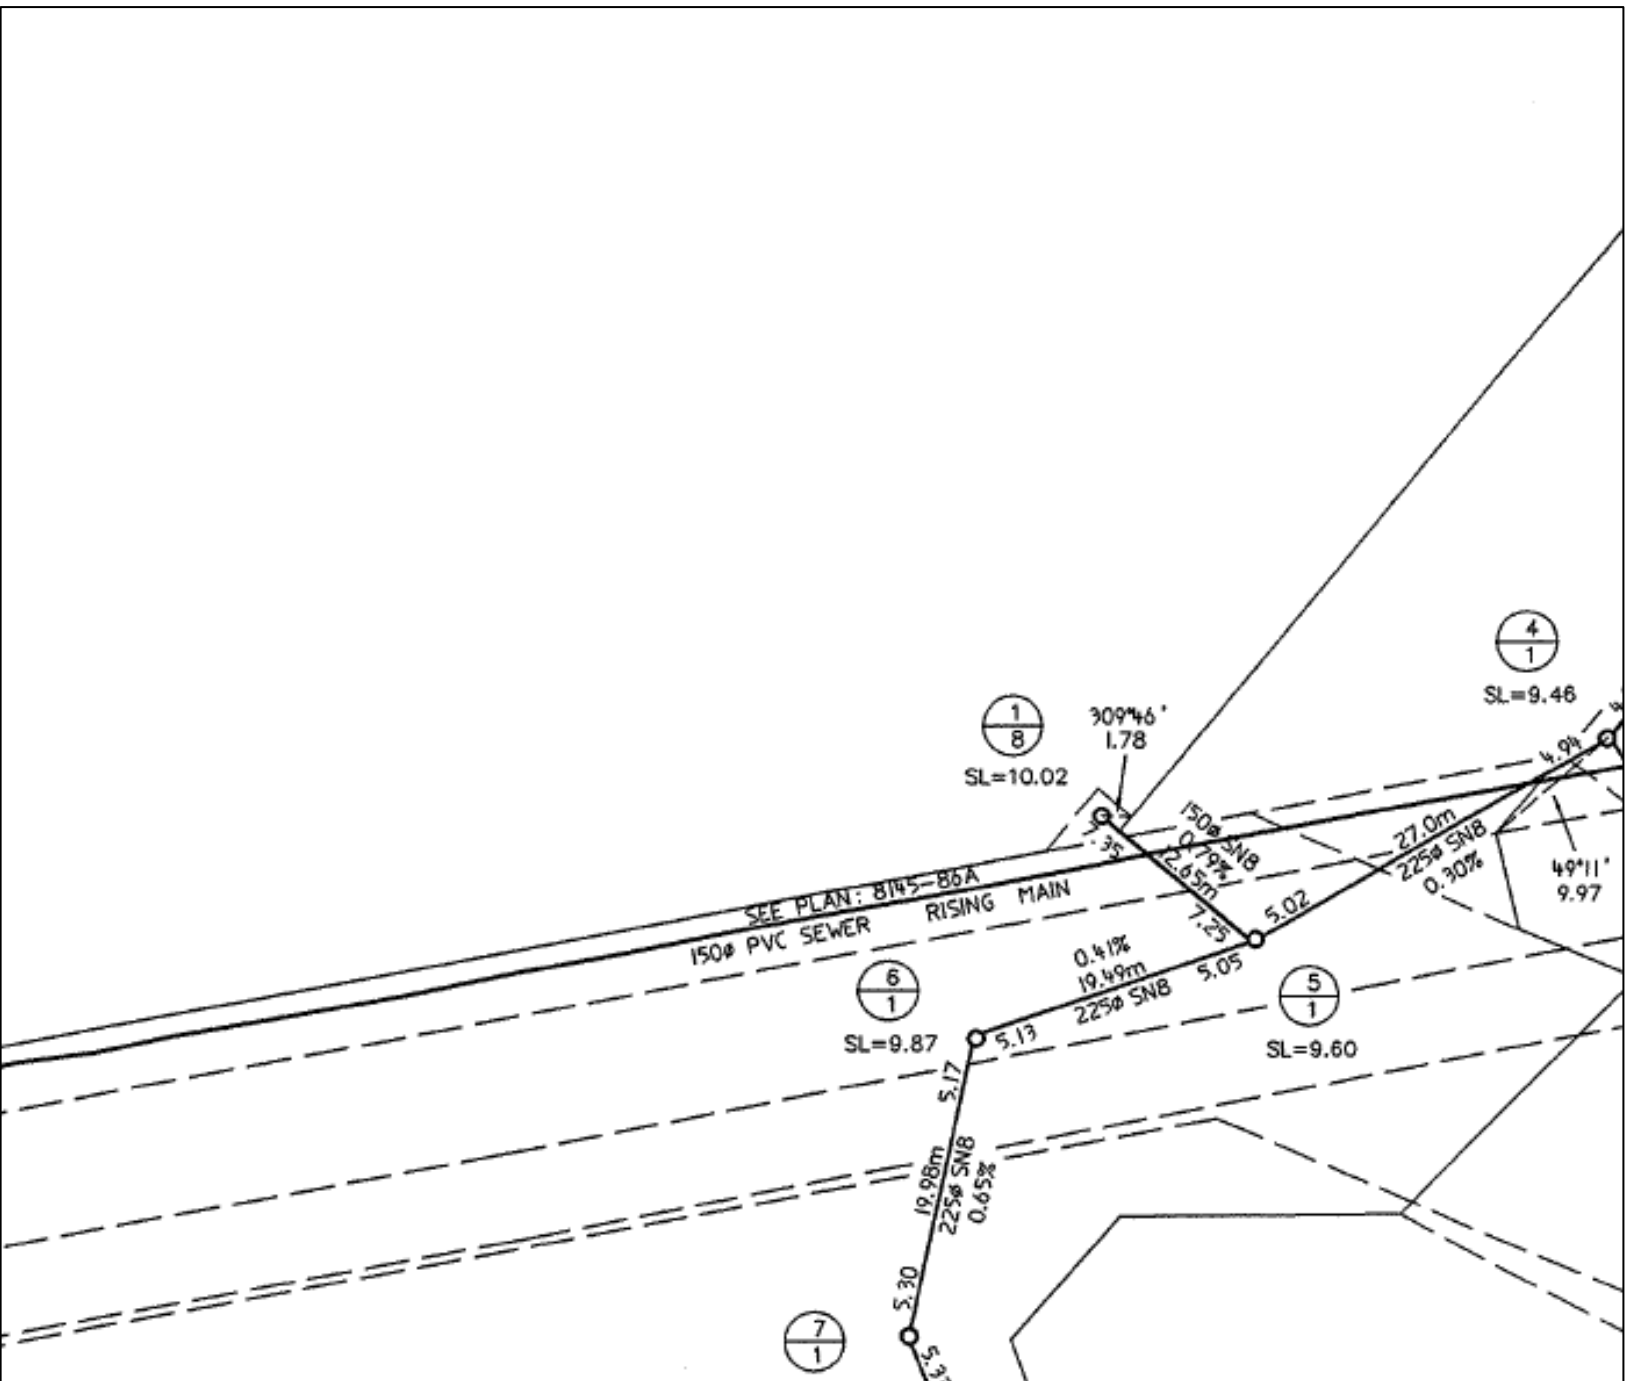 4
1
SL=9.46
1
8
SL=10.02
309°46'
1.78
4.94
7.35
150ø SN8
0.79%
12.65m
7.25
27.0m
225ø SN8
0.30%
49°11'
9.97
SEE PLAN: 8145-86A
150ø PVC SEWER RISING MAIN
5.02
0.41%
19.49m
225ø SN8
5.05
6
1
SL=9.87
5.13
5
1
SL=9.60
5.17
19.98m
225ø SN8
0.65%
5.30
7
1